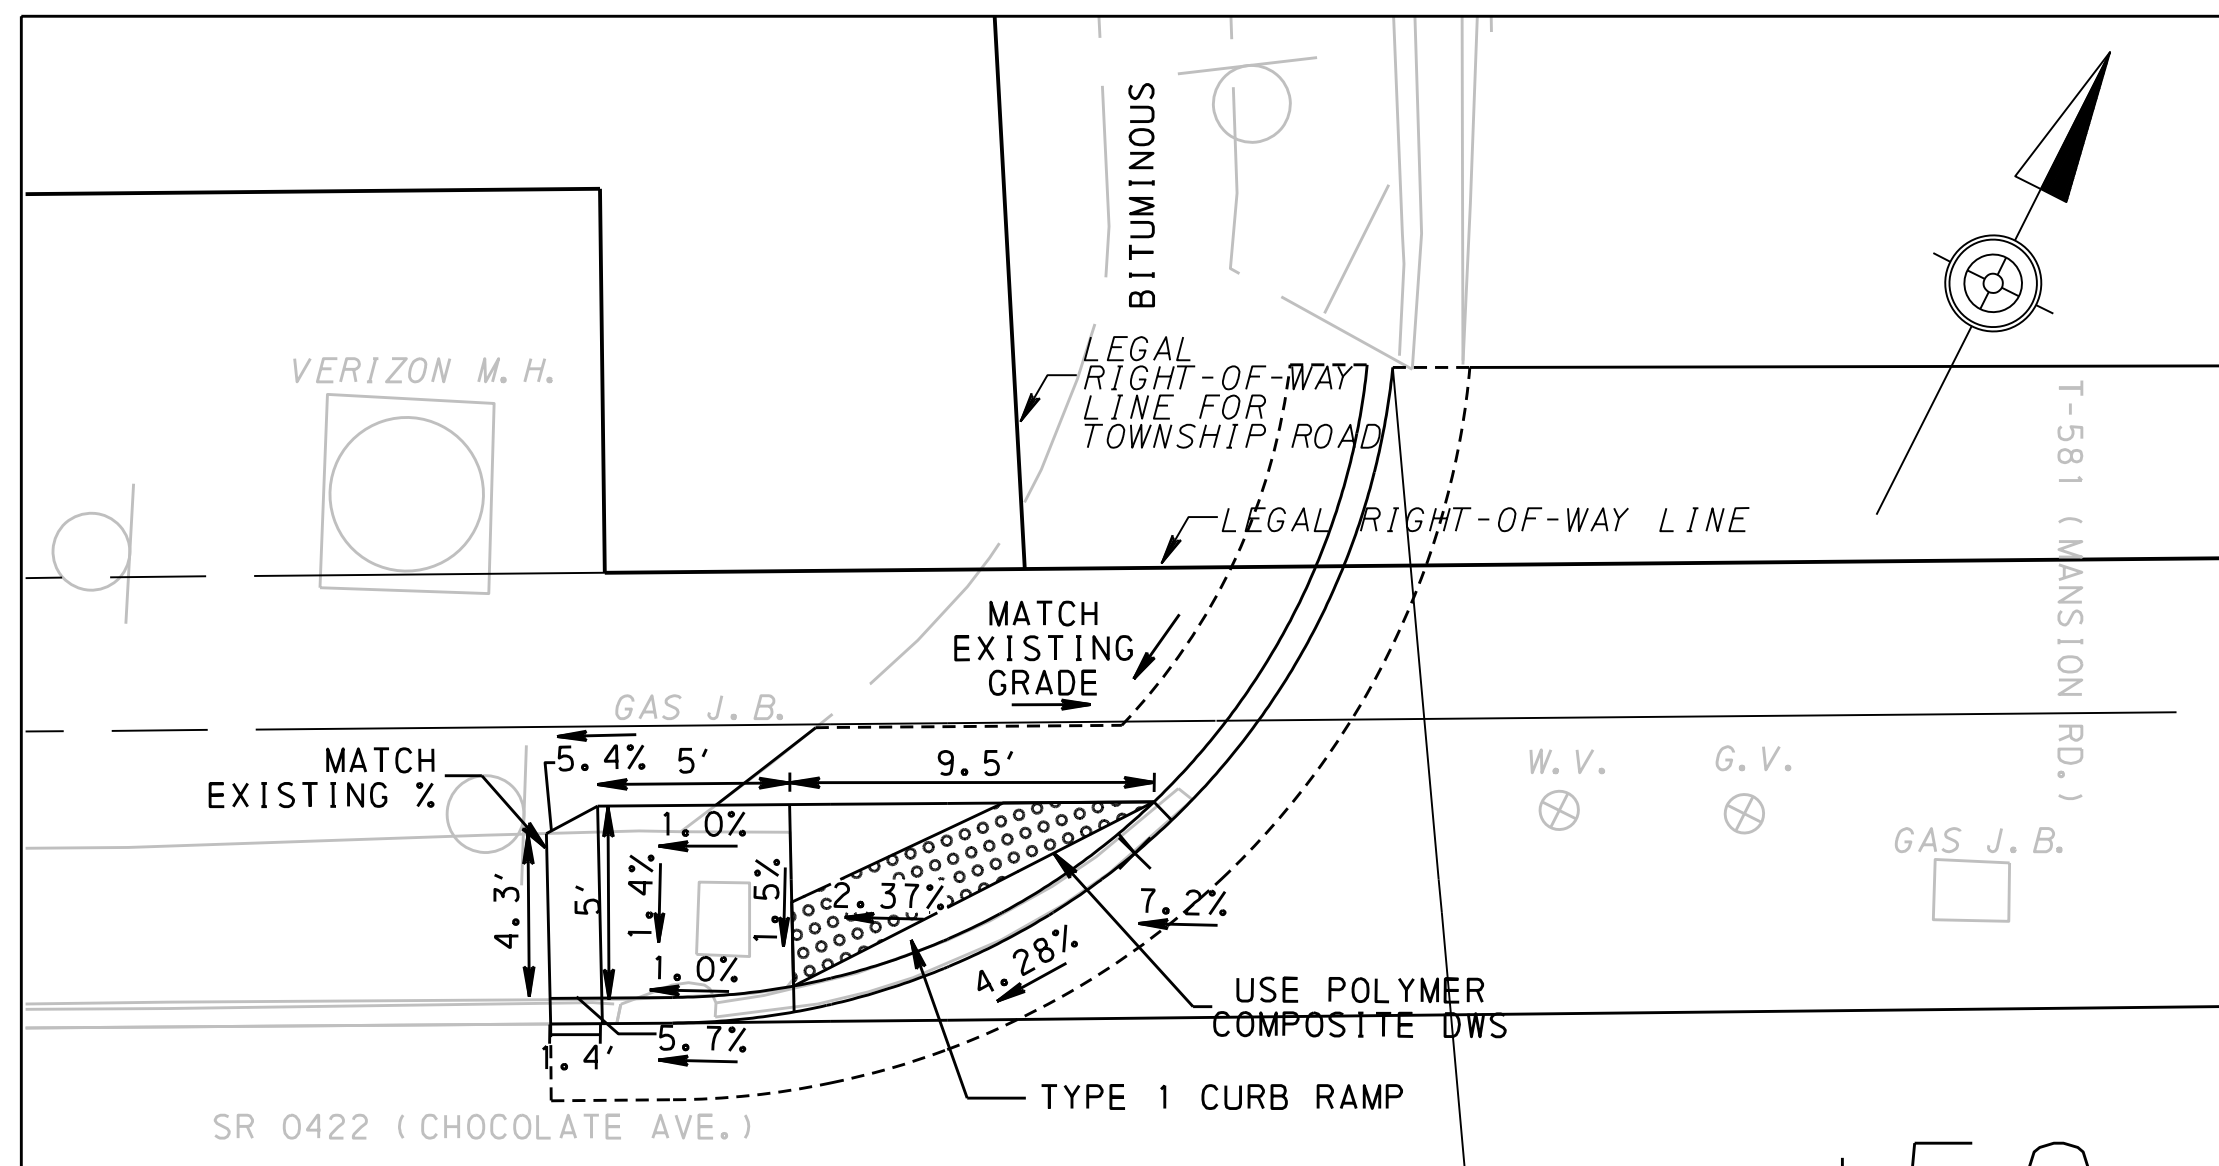 BITUMINOUS
LEGAL
RIGHT-OF-WAY
LINE FOR
TOWNSHIP ROAD
VERIZON M.H.
T-581 (MANSION RD.)
LEGAL RIGHT-OF-WAY LINE
MATCH
EXISTING
GRADE
GAS J.B.
MATCH
EXISTING %
5.4%
5'
9.5'
W.V.
G.V.
GAS J.B.
1.0%
4.3'
5'
1.4%
1.5%
2.37%
7.2%
4.28%
1.0%
USE POLYMER
COMPOSITE DWS
5.7%
1.4'
TYPE 1 CURB RAMP
SR 0422 (CHOCOLATE AVE.)